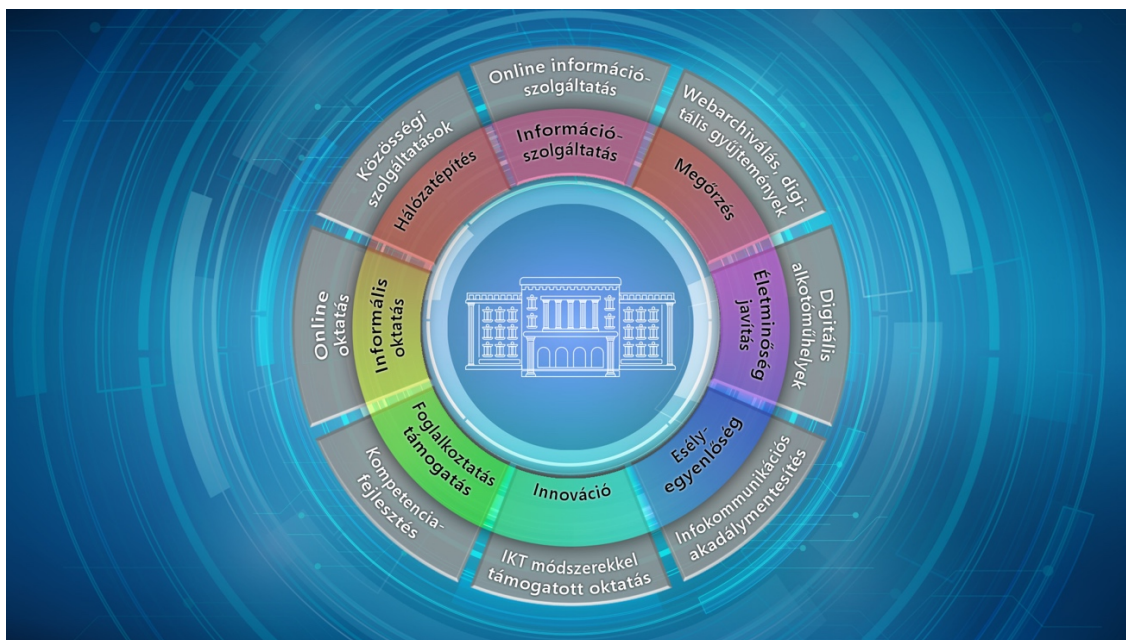 Online információ-
szolgáltatás
Információ-
szolgáltatás
Webarchiválás, digi-
tális gyűjtemények
Megőrzés
Digitális
alkotóműhelyek
Életminőség
javítás
Infokommunikációs
akadálymentesítés
Esély-
egyenlőség
IKT módszerekkel
támogatott oktatás
Innováció
Kompetencia-
fejlesztés
Foglalkoztatás
támogatás
Online
oktatás
Informális
oktatás
Közösségi
szolgáltatások
Hálózatépítés